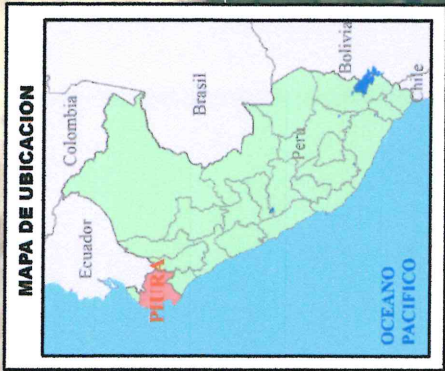 MAPA DE UBICACION
Colombia
Ecuador
Brasil
PIURA
Perú
Bolivia
Chile
OCEANO
PACIFICO